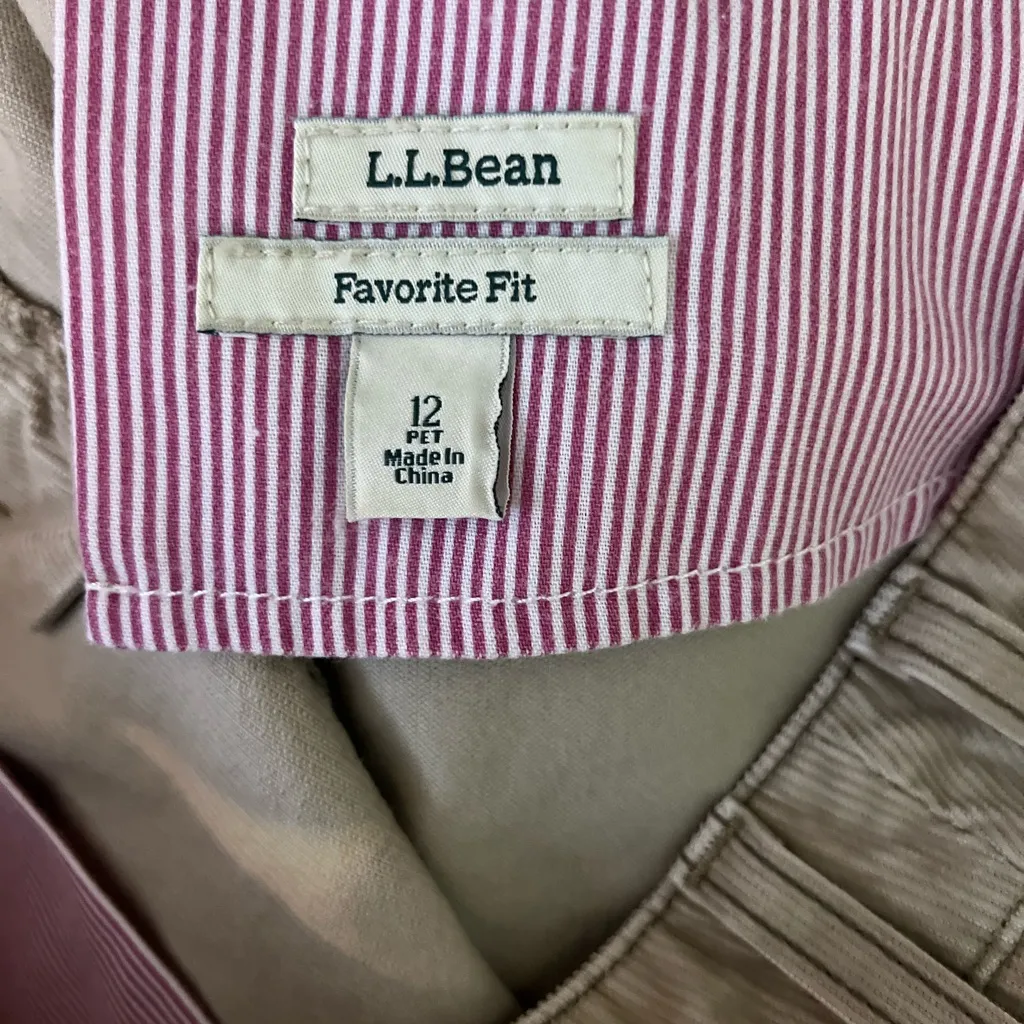 L.L.Bean
Favorite Fit
12
PET
Made In
China